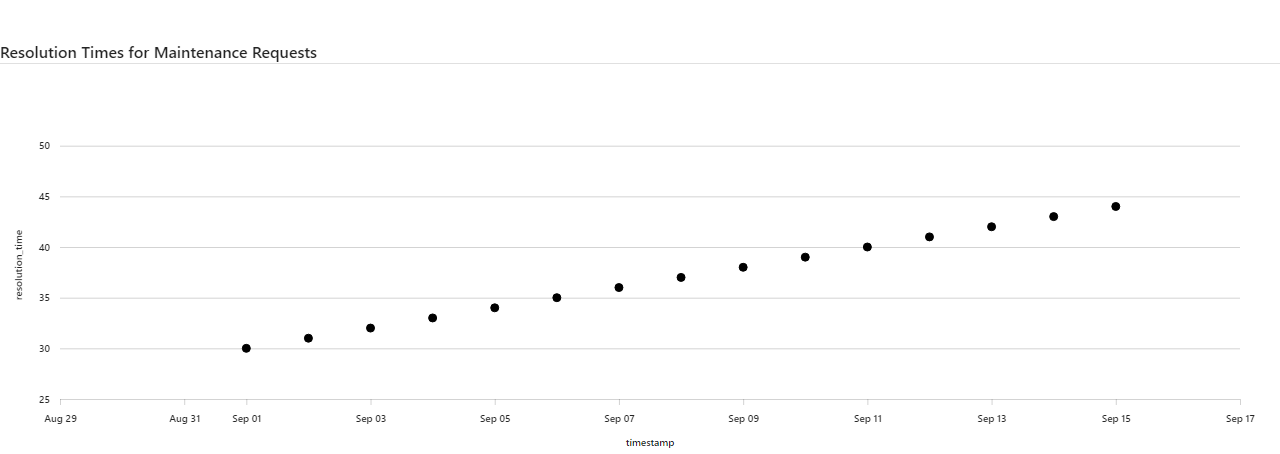 Resolution Times for Maintenance Requests
50
45
40
35
30
25
resolution_time
Aug 29 Aug 31 Sep 01 Sep 03 Sep 05 Sep 07 Sep 09 Sep 11 Sep 13 Sep 15 Sep 17
timestamp